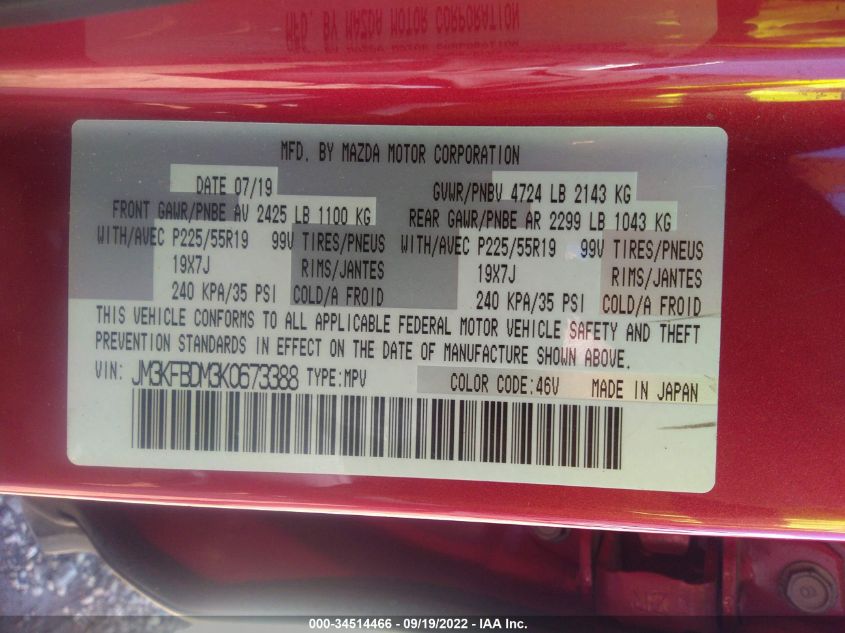 MFD. BY MAZDA MOTOR CORPORATION
MFD. BY MAZDA MOTOR CORPORATION
DATE 07/19 GVWR/PNBV 4724 LB 2143 KG
FRONT GAWR/PNBE AV 2425 LB 1100 KG REAR GAWR/PNBE AR 2299 LB 1043 KG
WITH/AVEC P225/55R19 99V TIRES/PNEUS WITH/AVEC P225/55R19 99V TIRES/PNEUS
19X7J RIMS/JANTES 19X7J RIMS/JANTES
240 KPA/35 PSI COLD/A FROID 240 KPA/35 PSI COLD/A FROID
THIS VEHICLE CONFORMS TO ALL APPLICABLE FEDERAL MOTOR VEHICLE SAFETY AND THEFT
PREVENTION STANDARDS IN EFFECT ON THE DATE OF MANUFACTURE SHOWN ABOVE.
VIN: JM3KFBDM3K0673388 TYPE:MPV COLOR CODE:46V MADE IN JAPAN
000-34514466 - 09/19/2022 - IAA Inc.